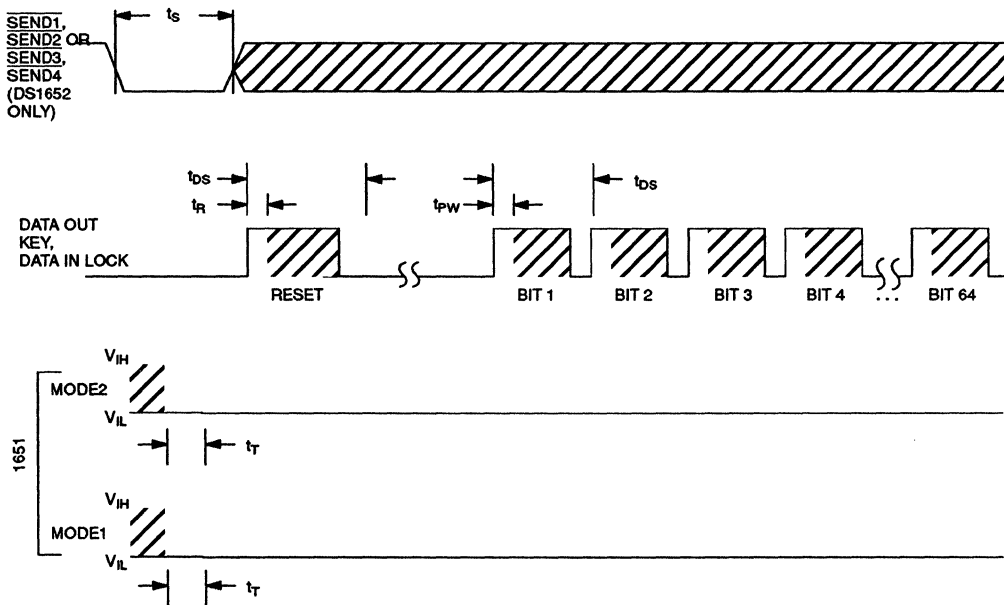 SEND1,
SEND2 OR
SEND3,
SEND4
(DS1652
ONLY)
tS
tDS
tR
tPW
tDS
DATA OUT
KEY,
DATA IN LOCK
RESET
BIT 1
BIT 2
BIT 3
BIT 4
...
BIT 64
1651
VIH
MODE2
VIL
tT
VIH
MODE1
VIL
tT